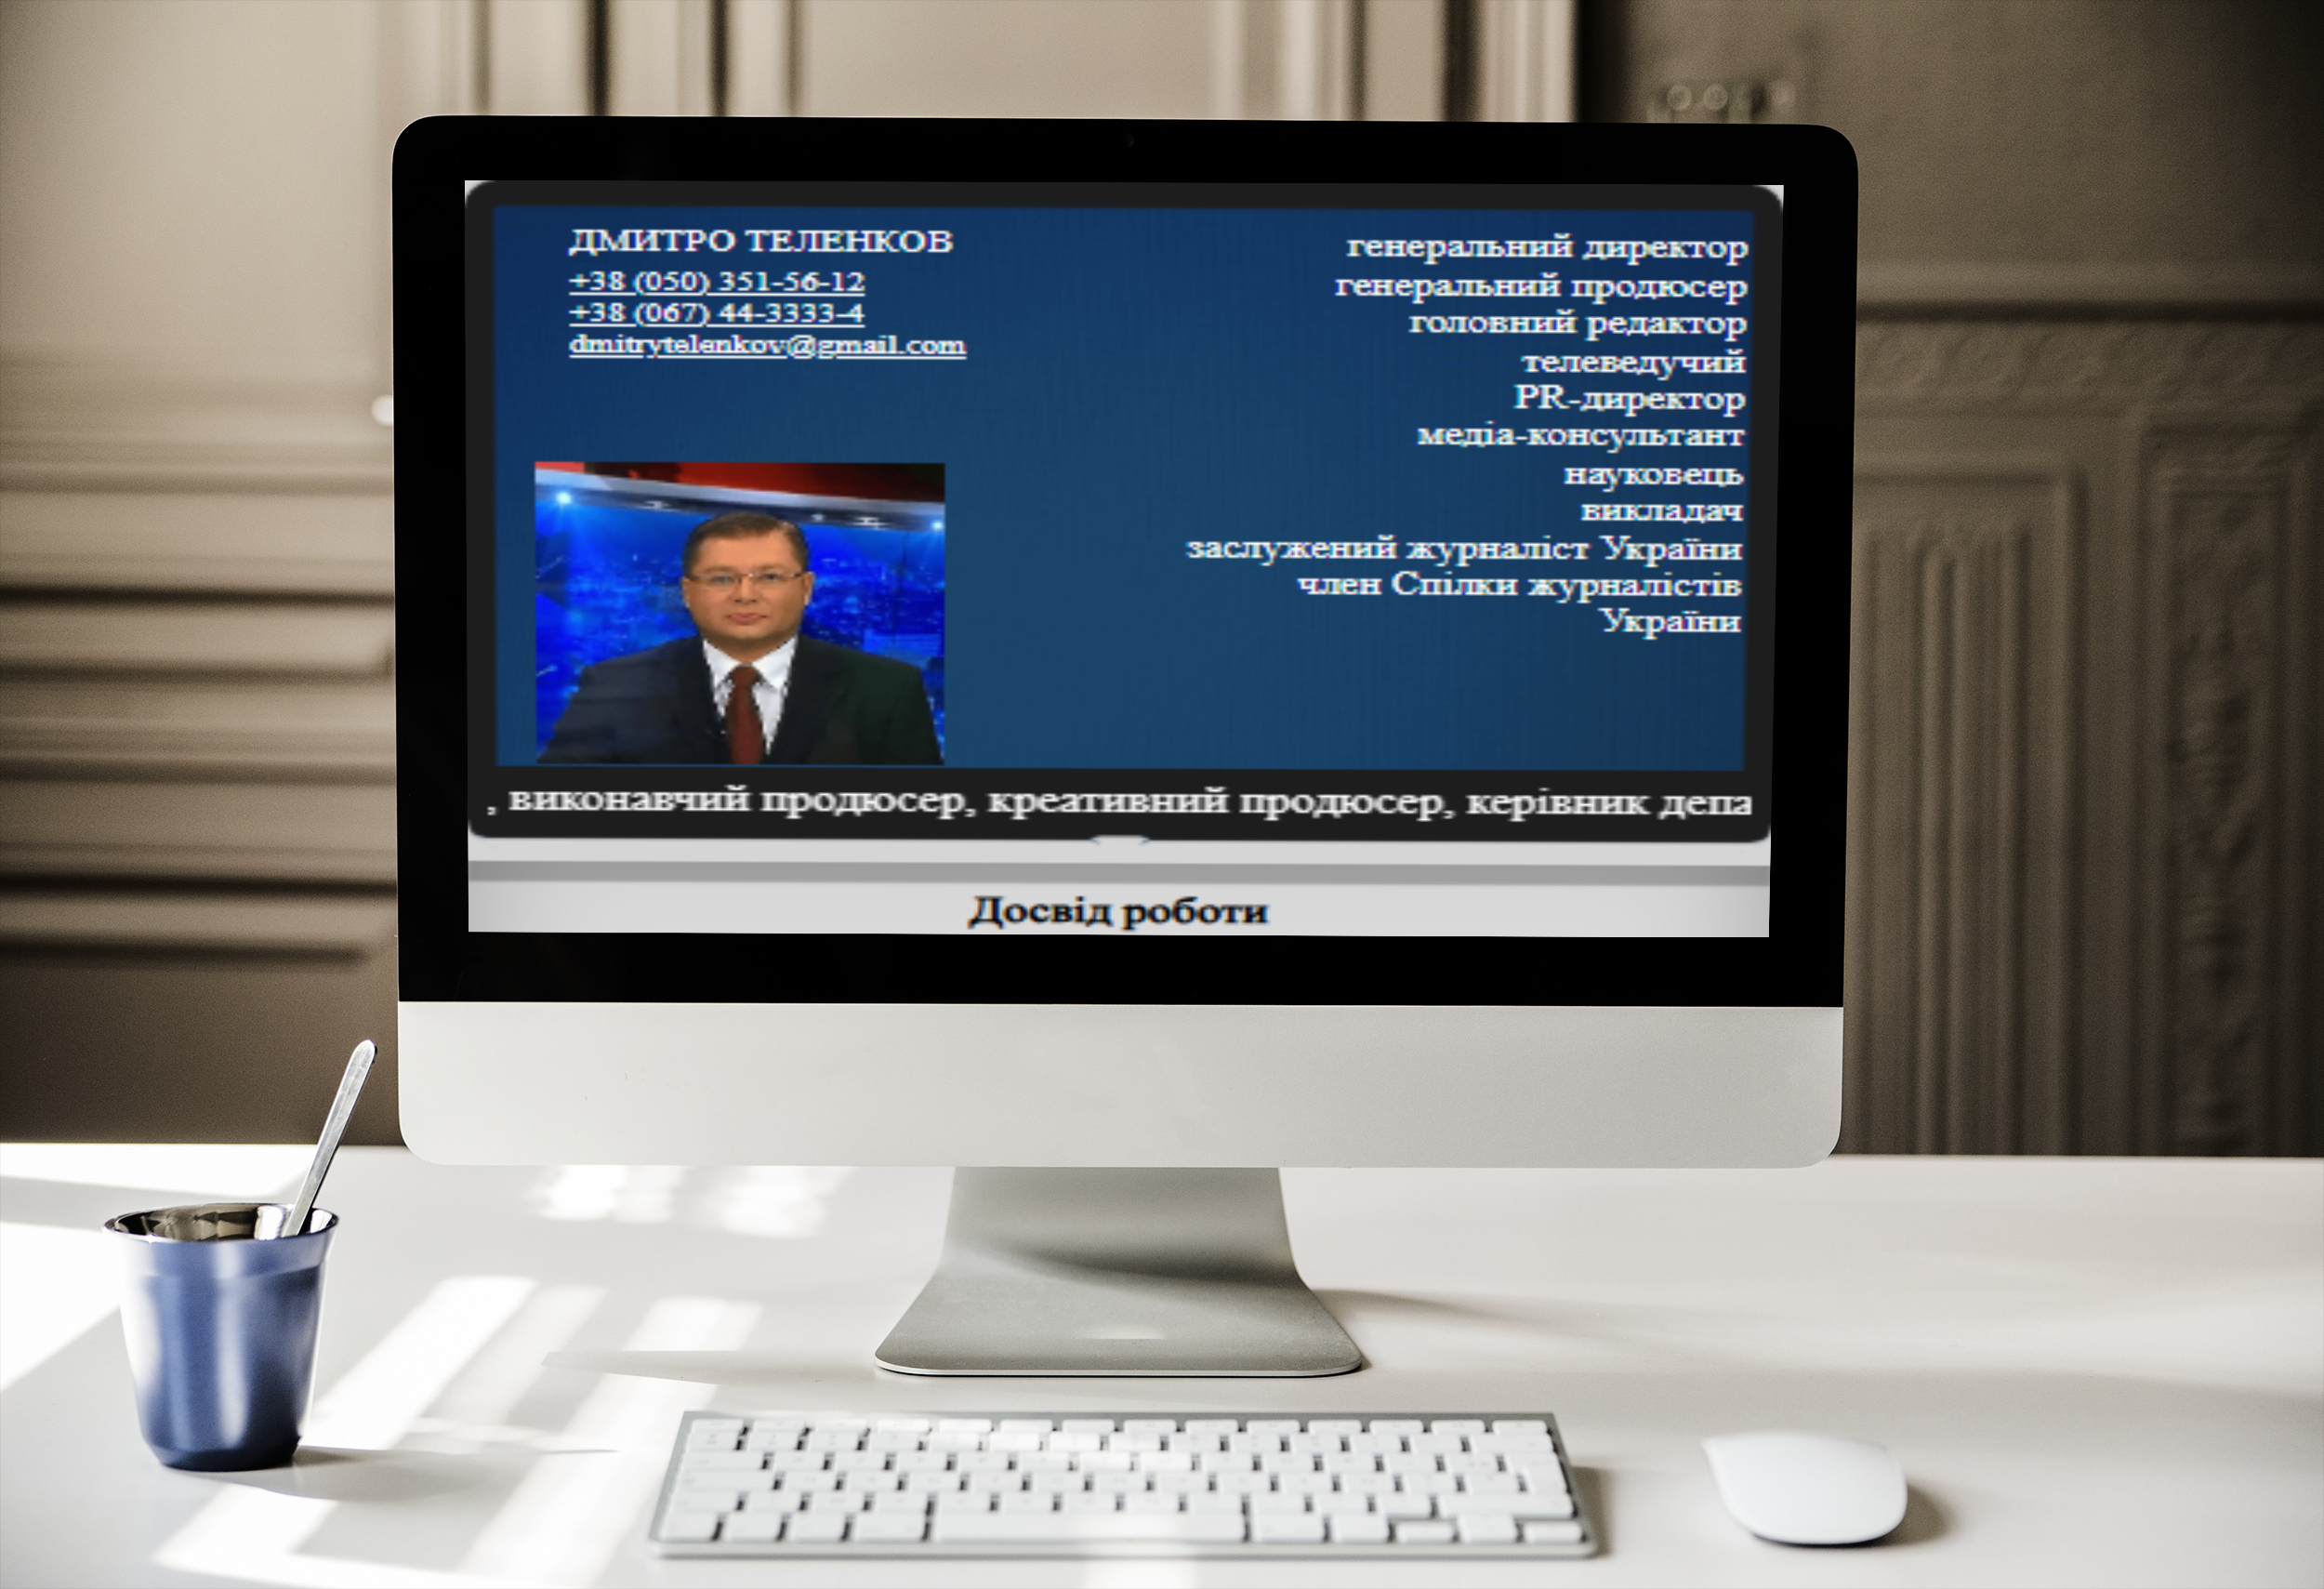 ДМИТРО ТЕЛЕНКОВ
+38 (050) 351-56-12
+38 (067) 44-3333-4
dmitrytelenkov@gmail.com
генеральний директор
генеральний продюсер
головний редактор
телеведучий
PR-директор
медіа-консультант
науковець
викладач
заслужений журналіст України
член Спілки журналістів
України
, виконавчий продюсер, креативний продюсер, керівник депа
Досвід роботи